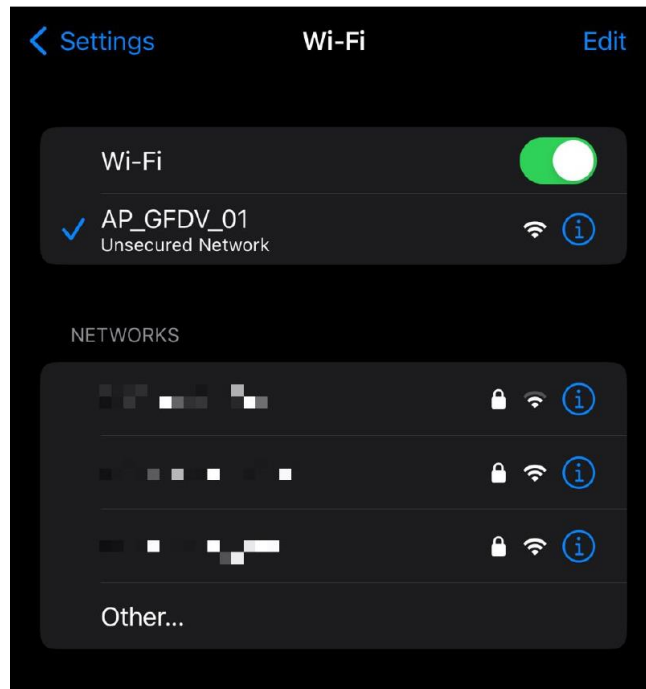 Settings
Wi-Fi
Edit
Wi-Fi
AP_GFDV_01
Unsecured Network
NETWORKS
Other...